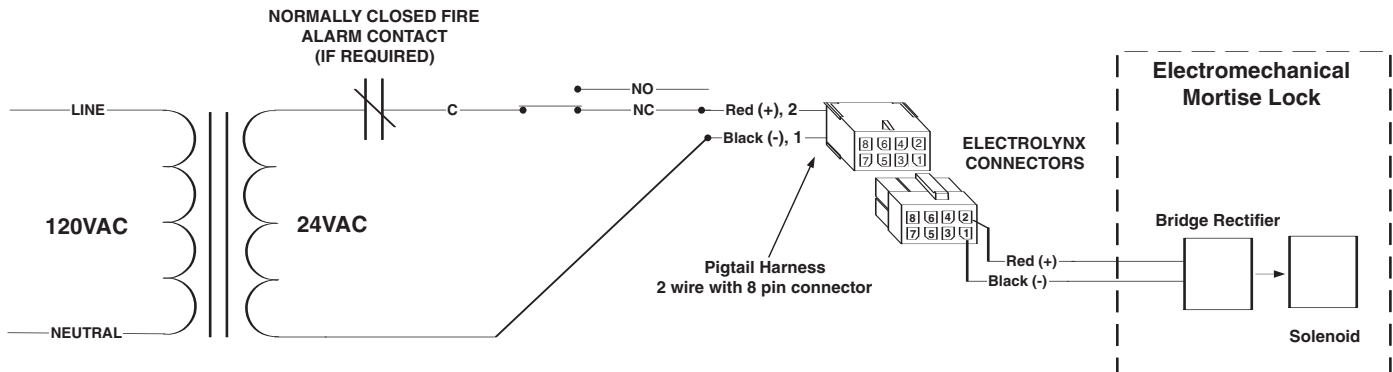 NORMALLY CLOSED FIRE
ALARM CONTACT
(IF REQUIRED)
LINE
C
NO
NC
Red (+), 2
Black (-), 1
120VAC
24VAC
NEUTRAL
8 6 4 2
7 5 3 1
ELECTROLYNX
CONNECTORS
8 6 4 2
7 5 3 1
Pigtail Harness
2 wire with 8 pin connector
Red (+)
Black (-)
Electromechanical
Mortise Lock
Bridge Rectifier
Solenoid